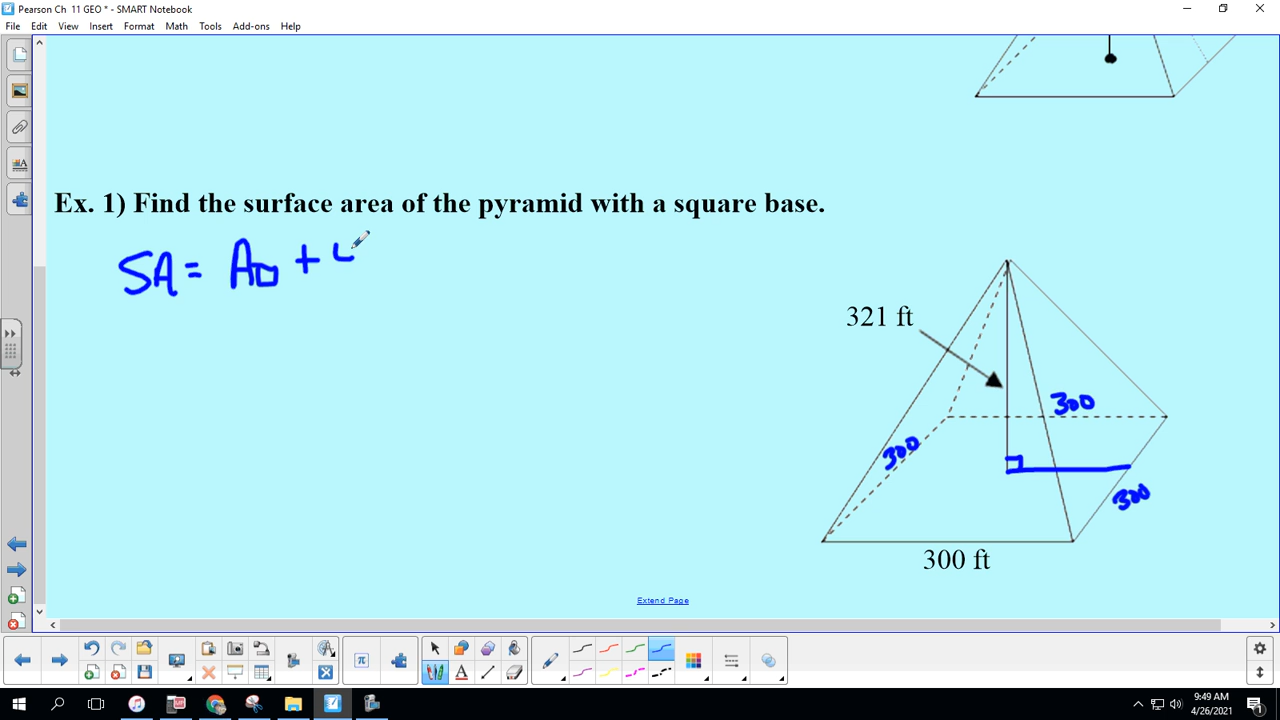 Pearson Ch 11 GEO * - SMART Notebook
File Edit View Insert Format Math Tools Add-ons Help
Ex. 1) Find the surface area of the pyramid with a square base.
SA = A□ +
321 ft
300
300
300
300 ft
Extend Page
9:49 AM
4/26/2021